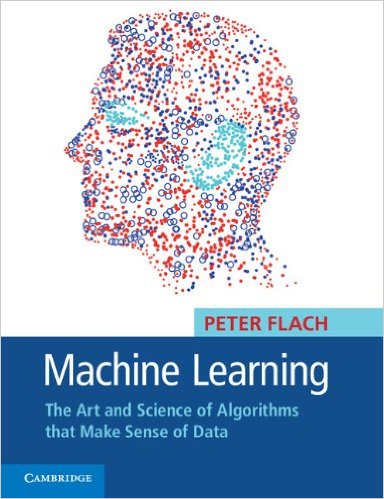 PETER FLACH
Machine Learning
The Art and Science of Algorithms
that Make Sense of Data
CAMBRIDGE